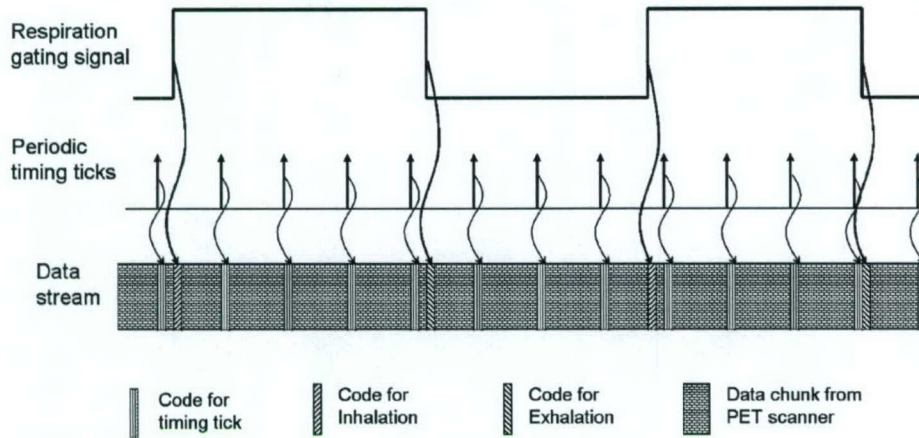 Respiration
gating signal
Periodic
timing ticks
Data
stream
Code for
timing tick
Code for
Inhalation
Code for
Exhalation
Data chunk from
PET scanner